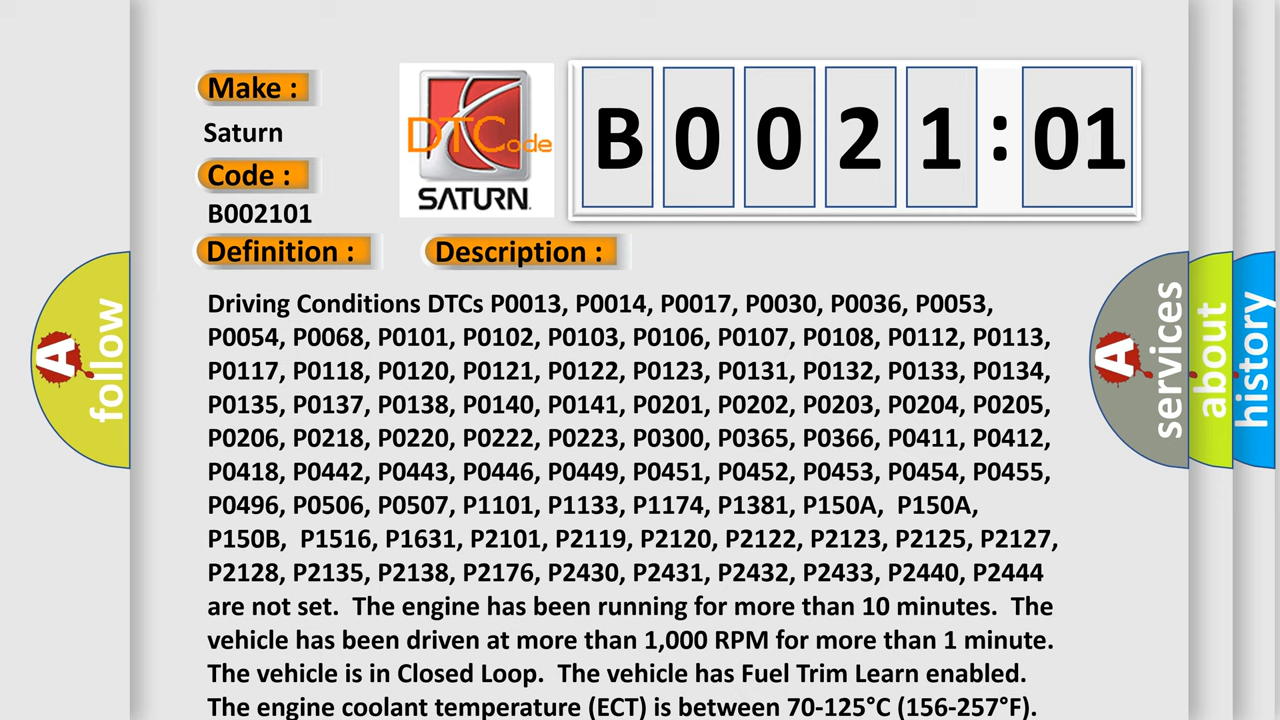 Make :
Saturn
Code :
B002101
Definition :
Description :
DTCode
SATURN
B 0 0 2 1 : 01
Driving Conditions DTCs P0013, P0014, P0017, P0030, P0036, P0053,
P0054, P0068, P0101, P0102, P0103, P0106, P0107, P0108, P0112, P0113,
P0117, P0118, P0120, P0121, P0122, P0123, P0131, P0132, P0133, P0134,
P0135, P0137, P0138, P0140, P0141, P0201, P0202, P0203, P0204, P0205,
P0206, P0218, P0220, P0222, P0223, P0300, P0365, P0366, P0411, P0412,
P0418, P0442, P0443, P0446, P0449, P0451, P0452, P0453, P0454, P0455,
P0496, P0506, P0507, P1101, P1133, P1174, P1381, P150A, P150A,
P150B, P1516, P1631, P2101, P2119, P2120, P2122, P2123, P2125, P2127,
P2128, P2135, P2138, P2176, P2430, P2431, P2432, P2433, P2440, P2444
are not set. The engine has been running for more than 10 minutes. The
vehicle has been driven at more than 1,000 RPM for more than 1 minute.
The vehicle is in Closed Loop. The vehicle has Fuel Trim Learn enabled.
The engine coolant temperature (ECT) is between 70-125°C (156-257°F).
A follow
A services
about
history